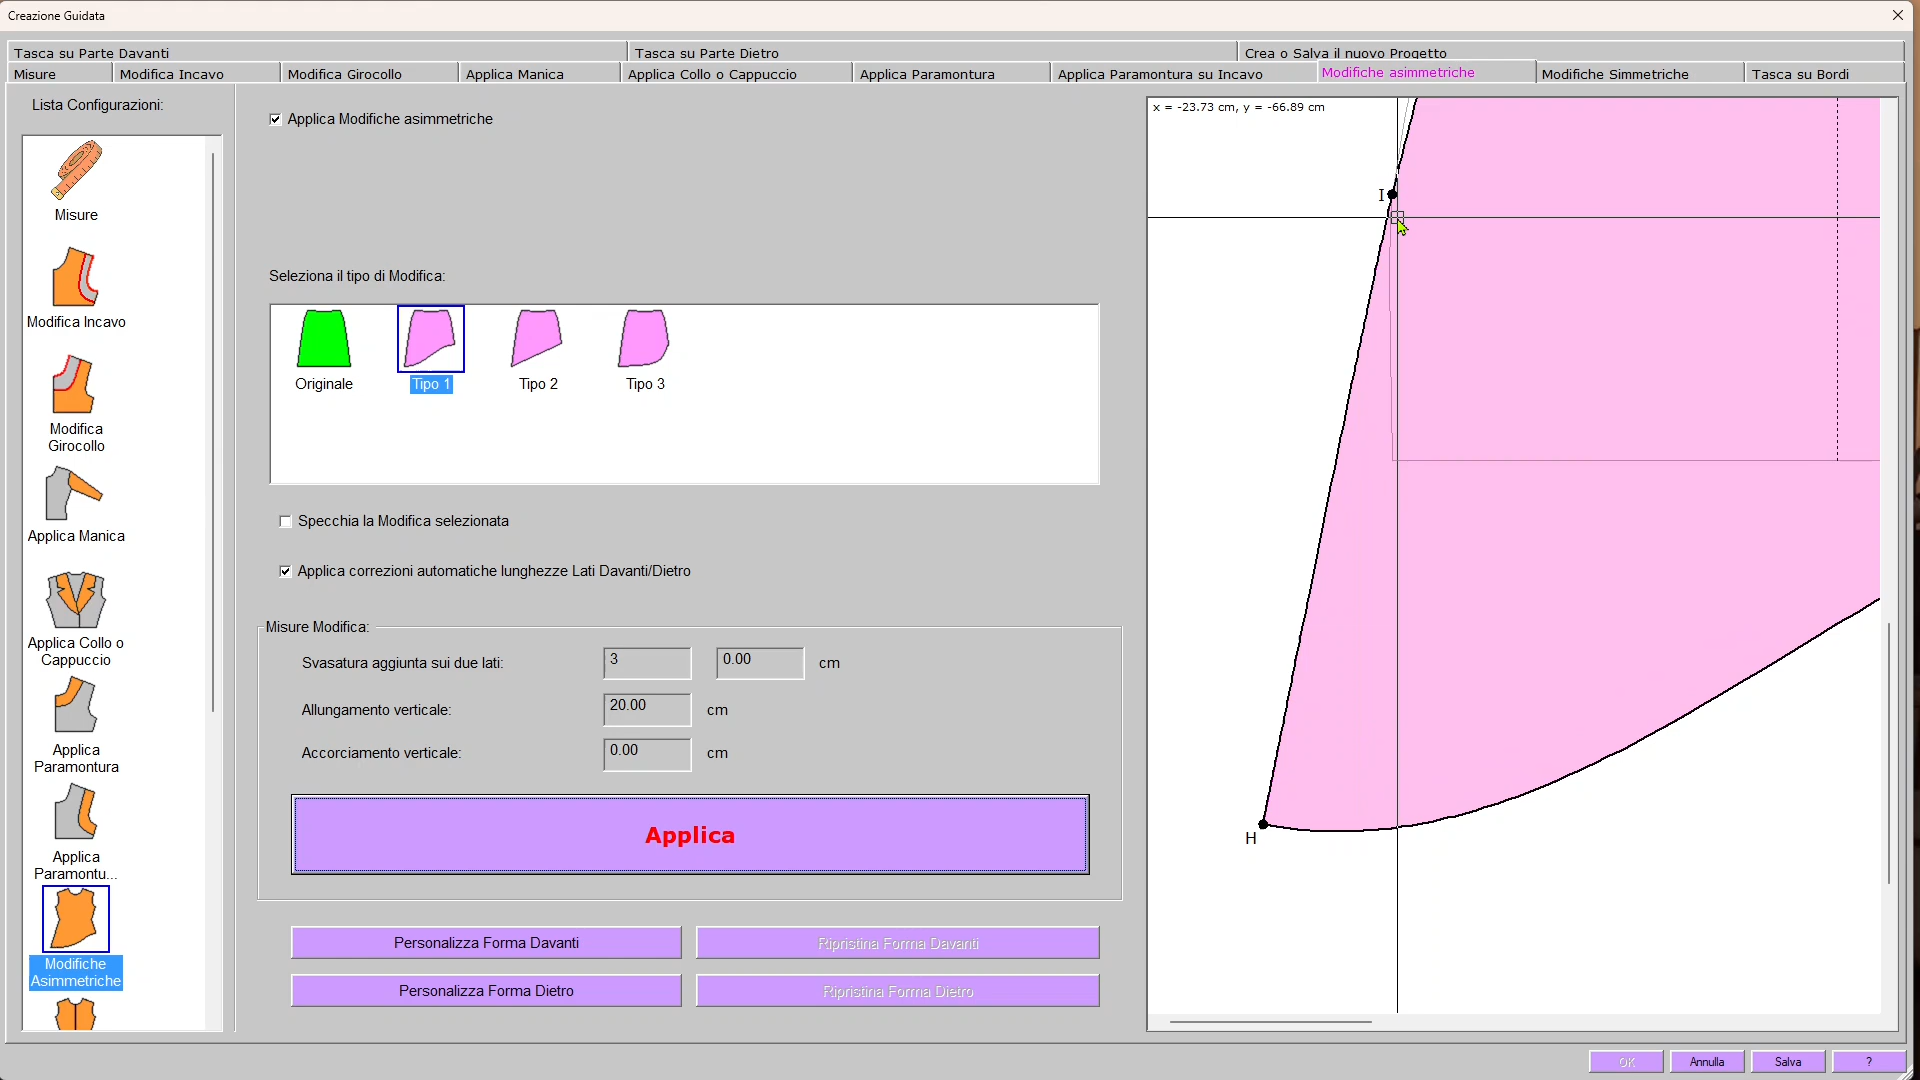 Creazione Guidata
Tasca su Parte Davanti
Tasca su Parte Dietro
Crea o Salva il nuovo Progetto
Misure
Modifica Incavo
Modifica Girocollo
Applica Manica
Applica Collo o Cappuccio
Applica Paramontura
Applica Paramontura su Incavo
Modifiche asimmetriche
Modifiche Simmetriche
Tasca su Bordi
Lista Configurazioni:
Misure
Modifica Incavo
Modifica
Girocollo
Applica Manica
Applica Collo o
Cappuccio
Applica
Paramontura
Applica
Paramontu...
Modifiche
Asimmetriche
Applica Modifiche asimmetriche
Seleziona il tipo di Modifica:
Originale
Tipo 1
Tipo 2
Tipo 3
Specchia la Modifica selezionata
Applica correzioni automatiche lunghezze Lati Davanti/Dietro
Misure Modifica:
Svasatura aggiunta sui due lati: 3 0.00 cm
Allungamento verticale: 20.00 cm
Accorciamento verticale: 0.00 cm
Applica
Personalizza Forma Davanti
Ripristina Forma Davanti
Personalizza Forma Dietro
Ripristina Forma Dietro
x = -23.73 cm, y = -66.89 cm
I
H
OK
Annulla
Salva
?